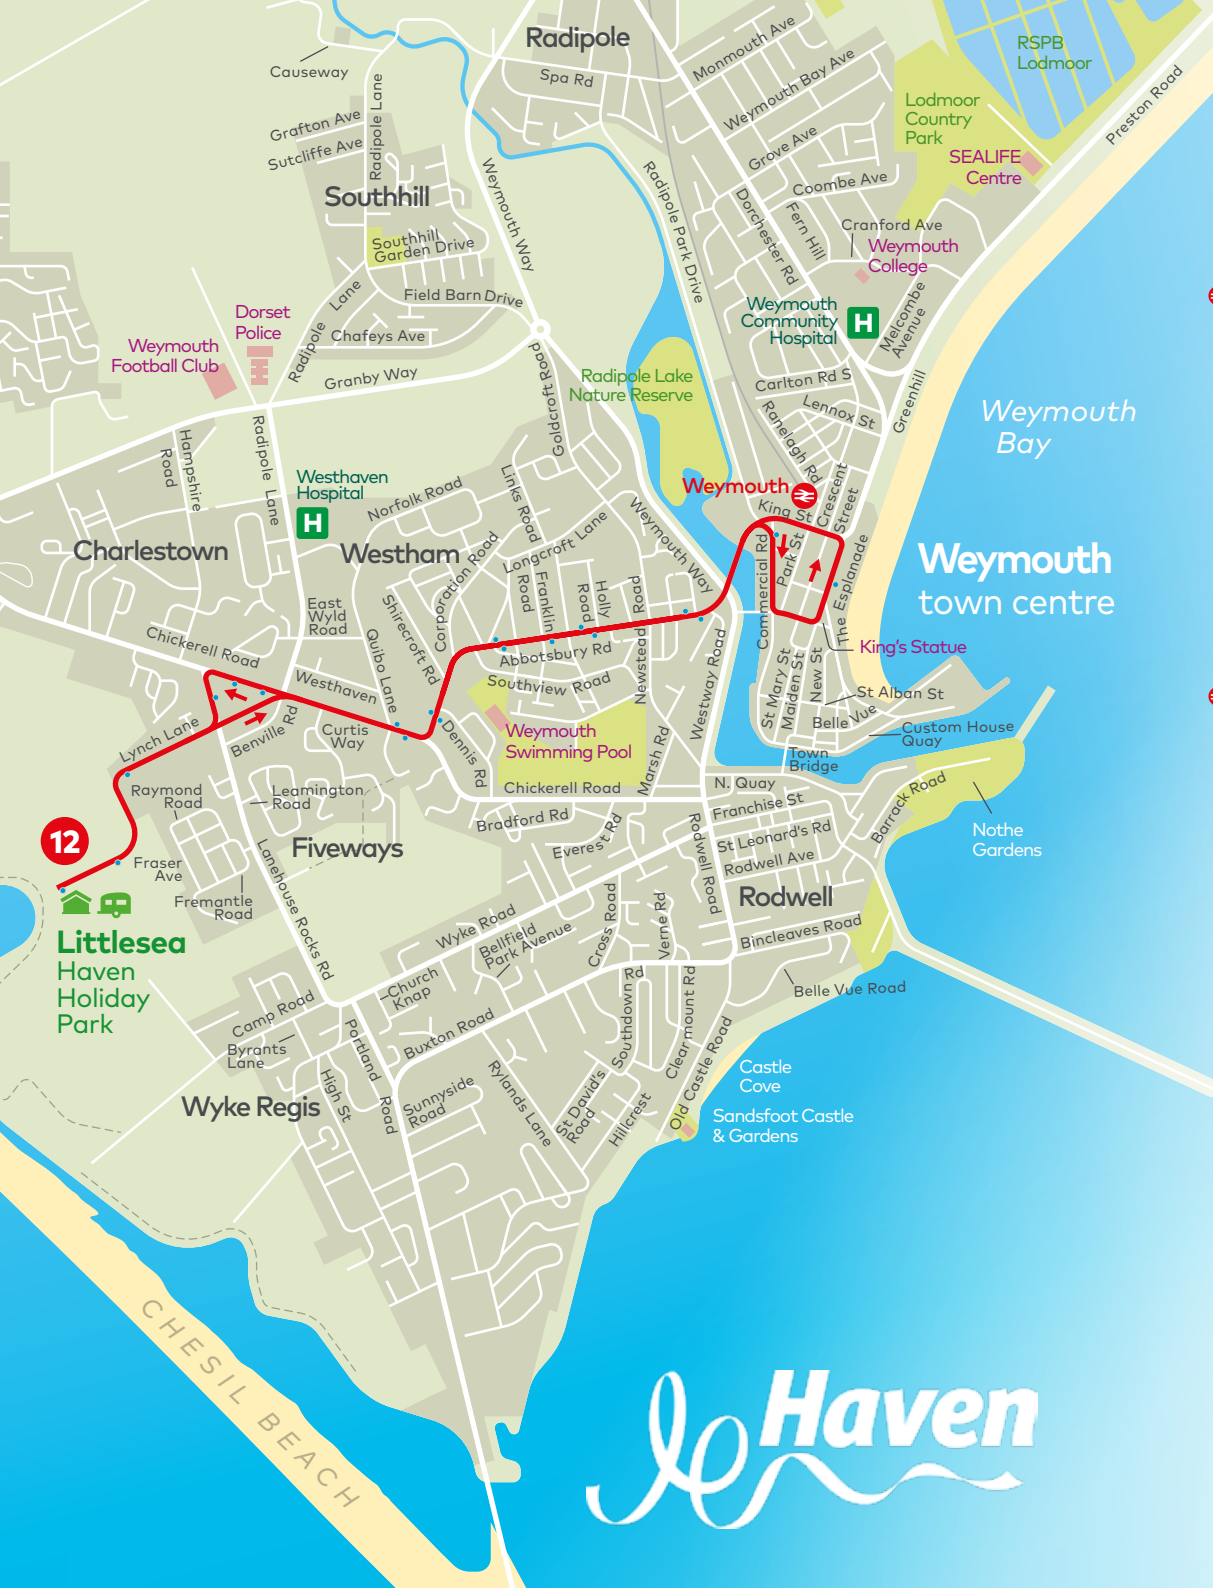 Radipole
Causeway
Spa Rd
Monmouth Ave
Weymouth Bay Ave
Grove Ave
RSPB
Lodmoor
Preston Road
Lodmoor
Country
Park
SEALIFE
Centre
Grafton Ave
Sutcliffe Ave
Radipole Lane
Southhill
Southhill
Garden Drive
Weymouth Way
Radipole Park Drive
Dorchester Rd
Coombe Ave
Fern Hill
Cranford Ave
Weymouth
College
Field Barn Drive
Radipole Lane
Chafeys Ave
Granby Way
Dorset
Police
Weymouth
Football Club
Weymouth
Community
Hospital
H
Melcombe
Avenue
Goldcroft Road
Radipole Lake
Nature Reserve
Carlton Rd S
Lennox St
Ranelagh Rd
Greenhill
Weymouth
Bay
Hampshire
Road
Radipole Lane
Westhaven
Hospital
H
Norfolk Road
Links Road
Longcroft Lane
Weymouth Way
Weymouth
King St
Crescent
Street
Charlestown
Westham
Corporation Road
Shirecroft Rd
Franklin
Road
Holly
Road
Newstead Road
Commercial Rd
Park St
The Esplanade
Weymouth
town centre
East
Wyld
Road
Quibo Lane
Chickerell Road
Westhaven
Abbotsbury Rd
Southview Road
Westway Road
King's Statue
St Mary St
Maiden St
New St
St Alban St
Belle Vue
Custom House
Quay
Town
Bridge
Lynch Lane
Benville Rd
Curtis
Way
Dennis Rd
Weymouth
Swimming Pool
Marsh Rd
Chickerell Road
N. Quay
Raymond
Road
Leamington
Road
Bradford Rd
Everest Rd
Franchise St
St Leonard's Rd
Rodwell Ave
Rodwell Road
Barrack Road
Nothe
Gardens
12
Fraser
Ave
Fiveways
Lanehouse Rocks Rd
Fremantle
Road
Littlesea
Haven
Holiday
Park
Rodwell
Wyke Road
Bellfield
Park Avenue
Cross Road
Verne Rd
Bincleaves Road
Belle Vue Road
Church
Knap
Camp Road
Byrants
Lane
Portland Road
Buxton Road
Southdown Rd
Clearmount Rd
Old Castle Road
Wyke Regis
High St
Sunnyside
Road
Rylands Lane
St David's
Road
Hillcrest
Castle
Cove
Sandsfoot Castle
& Gardens
CHESIL BEACH
Haven